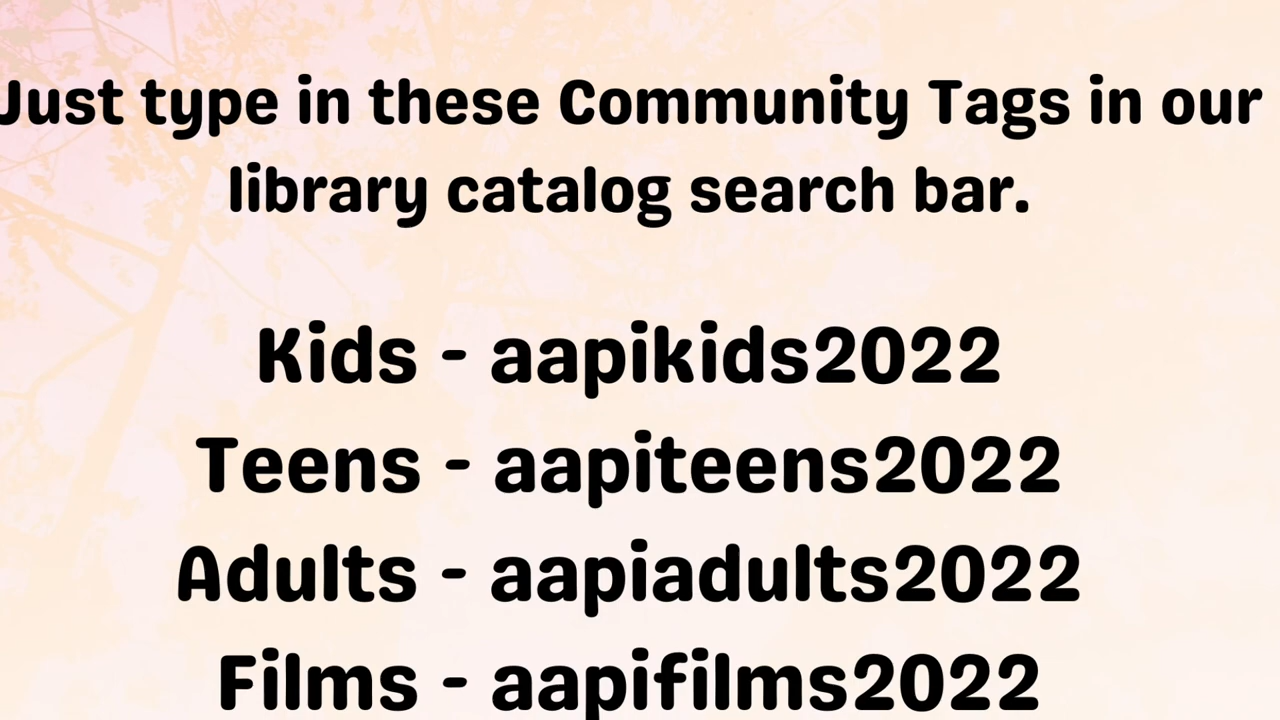 Just type in these Community Tags in our
library catalog search bar.
Kids - aapikids2022
Teens - aapiteens2022
Adults - aapiadults2022
Films - aapifilms2022